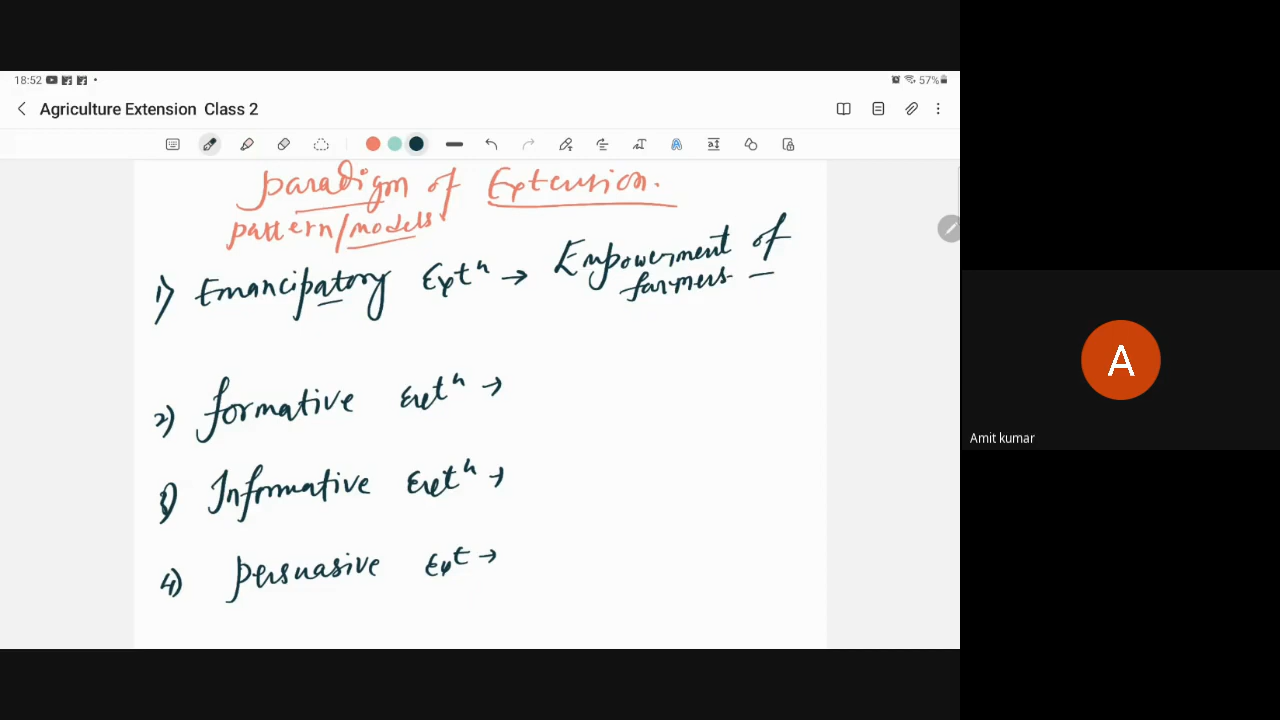 18:52
57%
Agriculture Extension Class 2
paradigm of Extension.
pattern/models
1) Emancipatory Extn → Empowerment of
farmers
2) formative Extn →
3) Informative Extn →
4) persuasive Ext →
A
Amit kumar